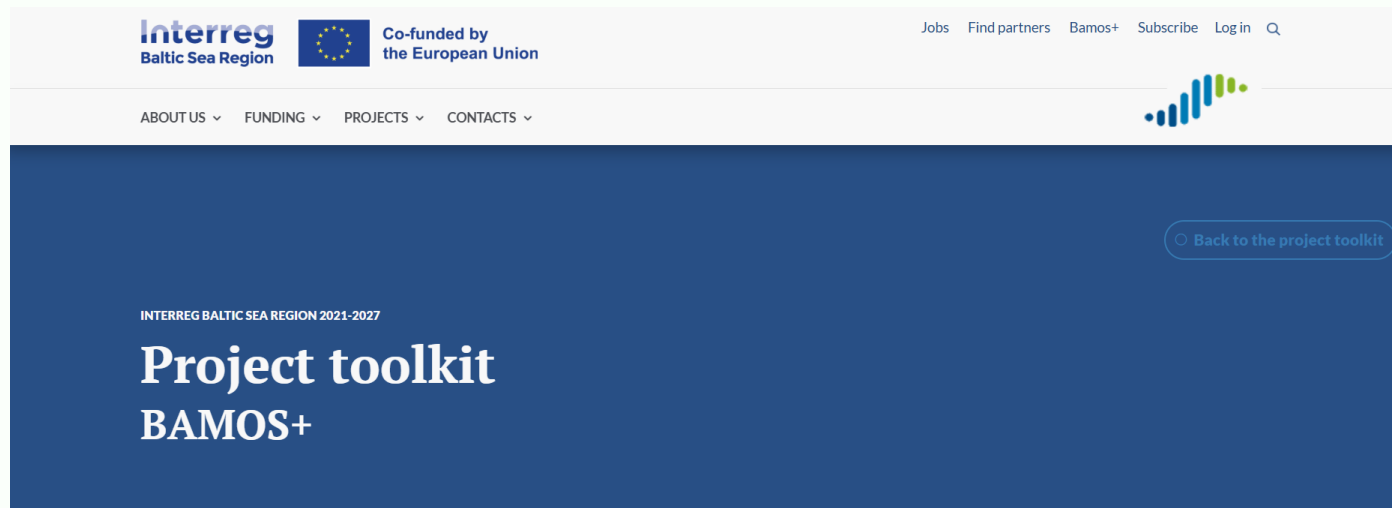 Interreg
Baltic Sea Region
Co-funded by
the European Union
Jobs Find partners Bamos+ Subscribe Log in
ABOUT US FUNDING PROJECTS CONTACTS
Back to the project toolkit
INTERREG BALTIC SEA REGION 2021-2027
Project toolkit
BAMOS+